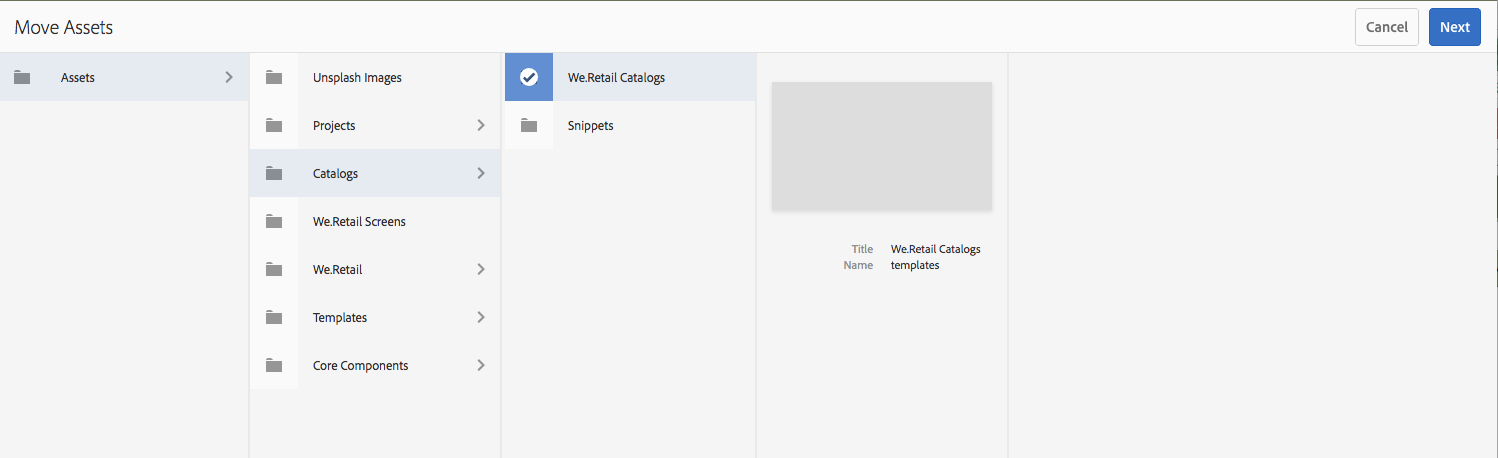 Move Assets
Cancel
Next
Assets
Unsplash Images
Projects
Catalogs
We.Retail Screens
We.Retail
Templates
Core Components
We.Retail Catalogs
Snippets
Title We.Retail Catalogs
Name templates